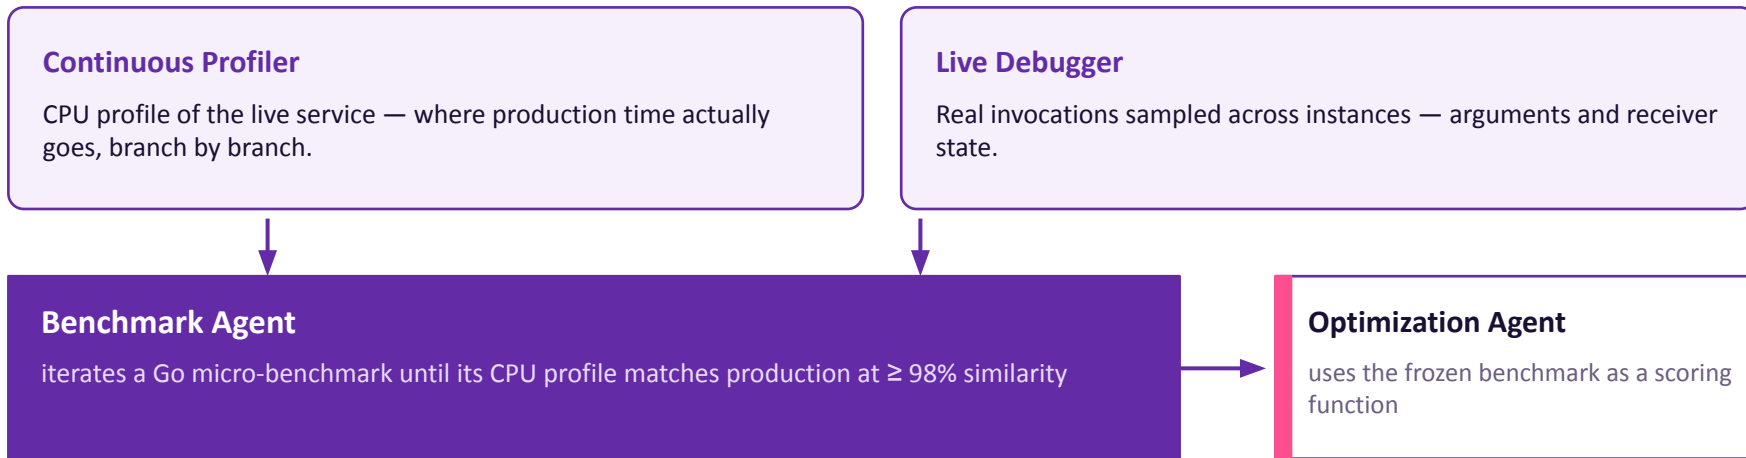 Continuous Profiler
CPU profile of the live service — where production time actually
goes, branch by branch.
Live Debugger
Real invocations sampled across instances — arguments and receiver
state.
Benchmark Agent
iterates a Go micro-benchmark until its CPU profile matches production at ≥ 98% similarity
Optimization Agent
uses the frozen benchmark as a scoring
function